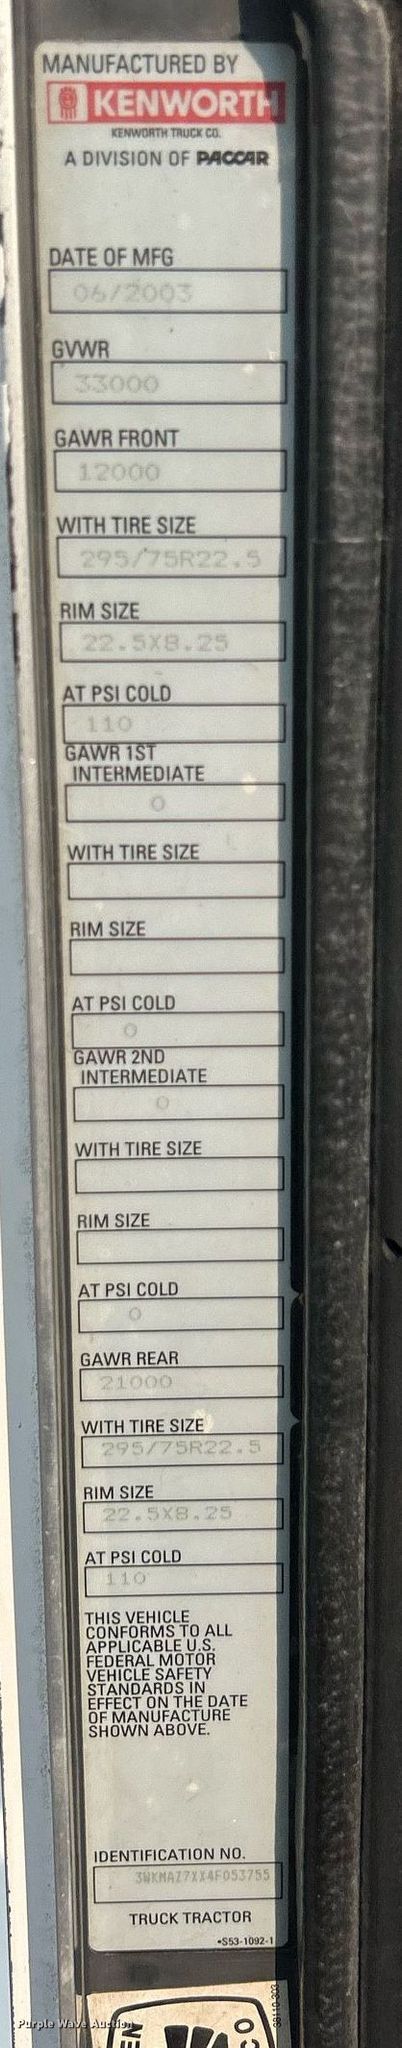 MANUFACTURED BY
KENWORTH
KENWORTH TRUCK CO.
A DIVISION OF PACCAR
DATE OF MFG
06/2003
GVWR
33000
GAWR FRONT
12000
WITH TIRE SIZE
295/75R22.5
RIM SIZE
22.5X8.25
AT PSI COLD
110
GAWR 1ST
INTERMEDIATE
0
WITH TIRE SIZE
RIM SIZE
AT PSI COLD
0
GAWR 2ND
INTERMEDIATE
0
WITH TIRE SIZE
RIM SIZE
AT PSI COLD
0
GAWR REAR
21000
WITH TIRE SIZE
295/75R22.5
RIM SIZE
22.5X8.25
AT PSI COLD
110
THIS VEHICLE
CONFORMS TO ALL
APPLICABLE U.S.
FEDERAL MOTOR
VEHICLE SAFETY
STANDARDS IN
EFFECT ON THE DATE
OF MANUFACTURE
SHOWN ABOVE.
IDENTIFICATION NO.
3WKMAZ7XX4F053755
TRUCK TRACTOR
•S53-1092-1
38110-303
EN
CO
Purple Wave Auction